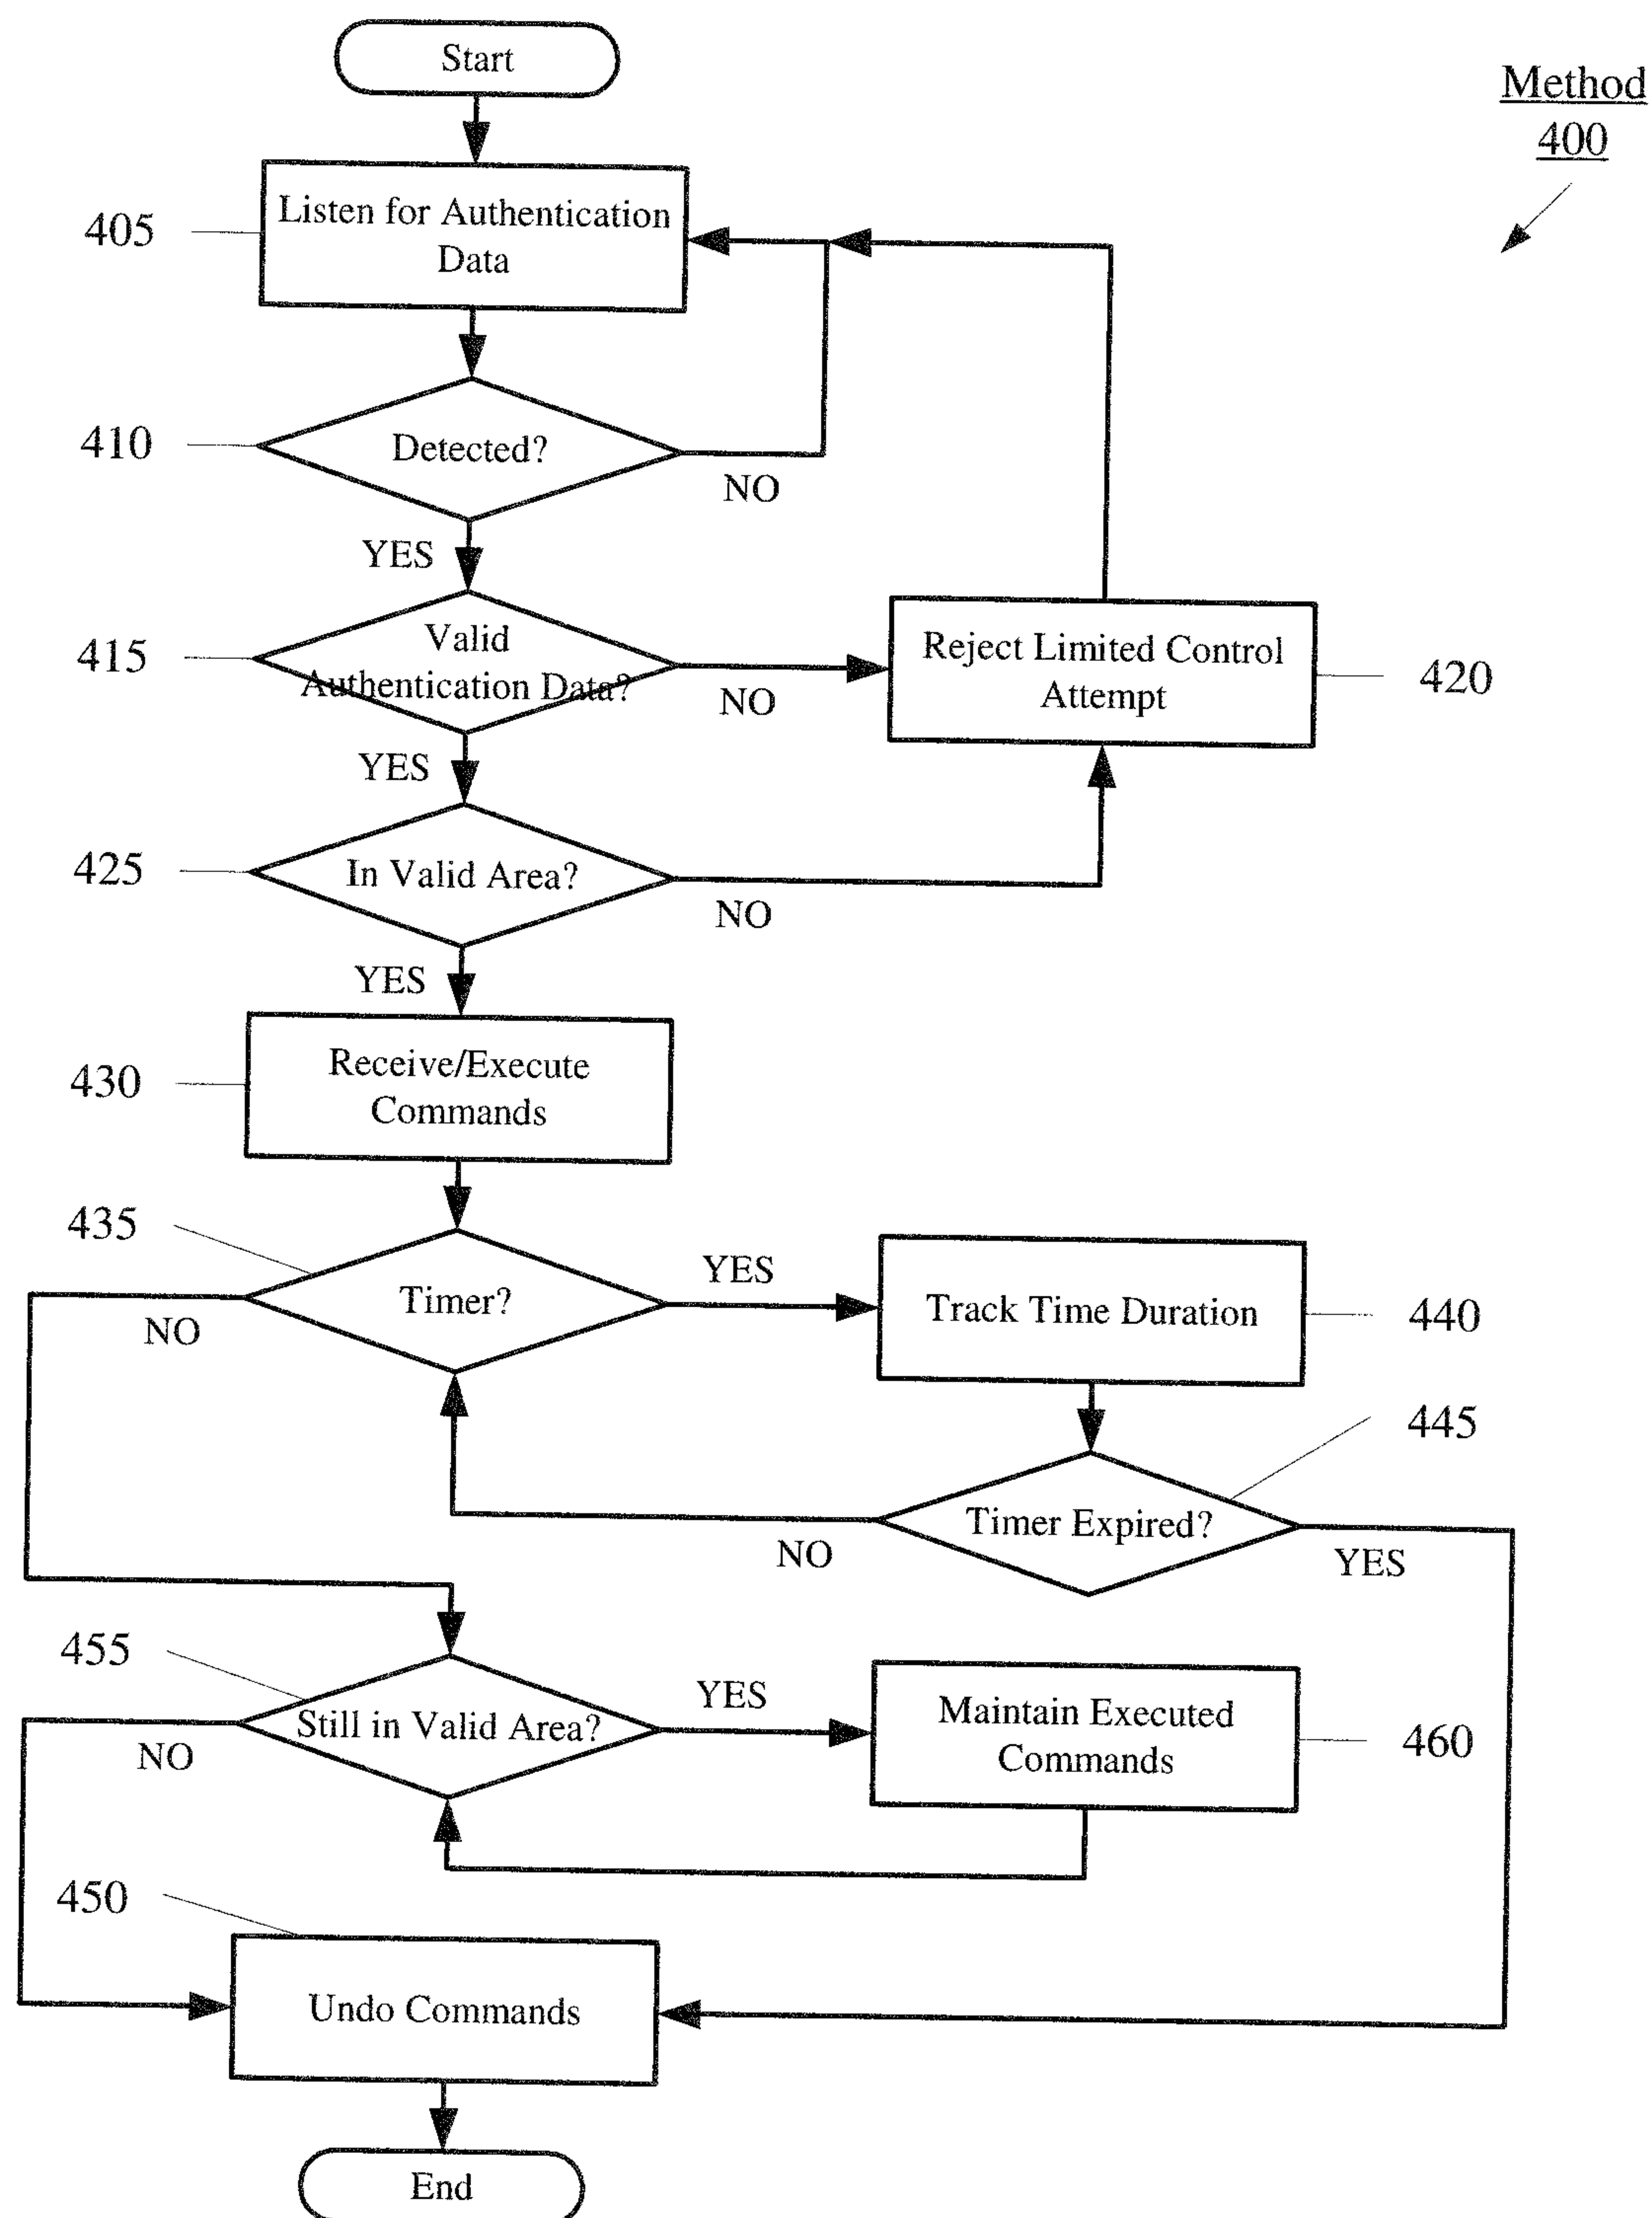 Start
Method
400
405
Listen for Authentication
Data
410
Detected?
NO
YES
415
Valid
Authentication Data?
NO
Reject Limited Control
Attempt
420
YES
425
In Valid Area?
NO
YES
430
Receive/Execute
Commands
435
Timer?
YES
NO
Track Time Duration
440
445
Timer Expired?
NO
YES
455
Still in Valid Area?
YES
NO
Maintain Executed
Commands
460
450
Undo Commands
End